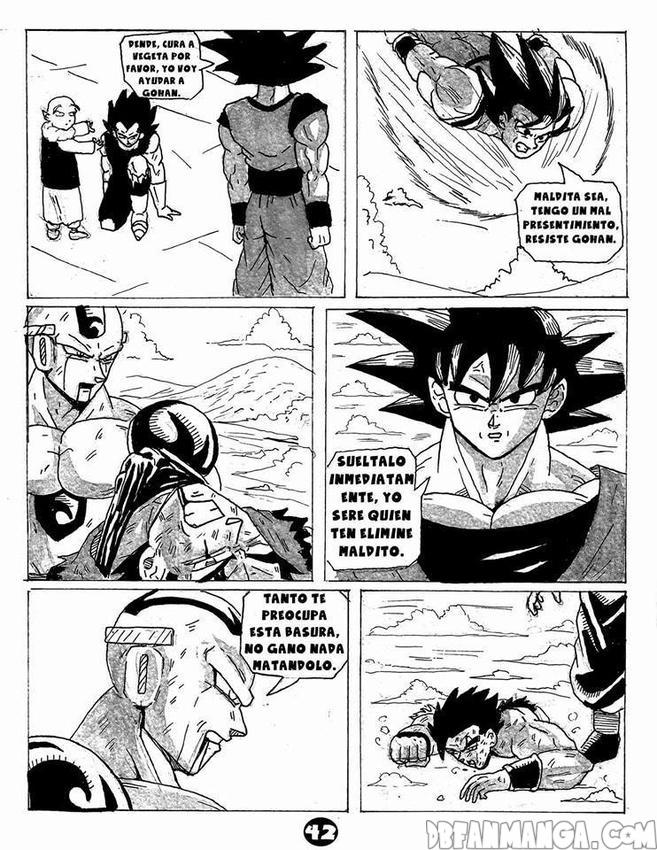 DENDE, CURA A
VEGETA POR
FAVOR, YO VOY
AYUDAR A
GOHAN.
MALDITA SEA,
TENGO UN MAL
PRESENTIMIENTO,
RESISTE GOHAN.
SUELTALO
INMEDIATAM
ENTE, YO
SERE QUIEN
TEN ELIMINE
MALDITO.
TANTO TE
PREOCUPA
ESTA BASURA,
NO GANO NADA
MATANDOLO.
42
DBFANMANGA.COM